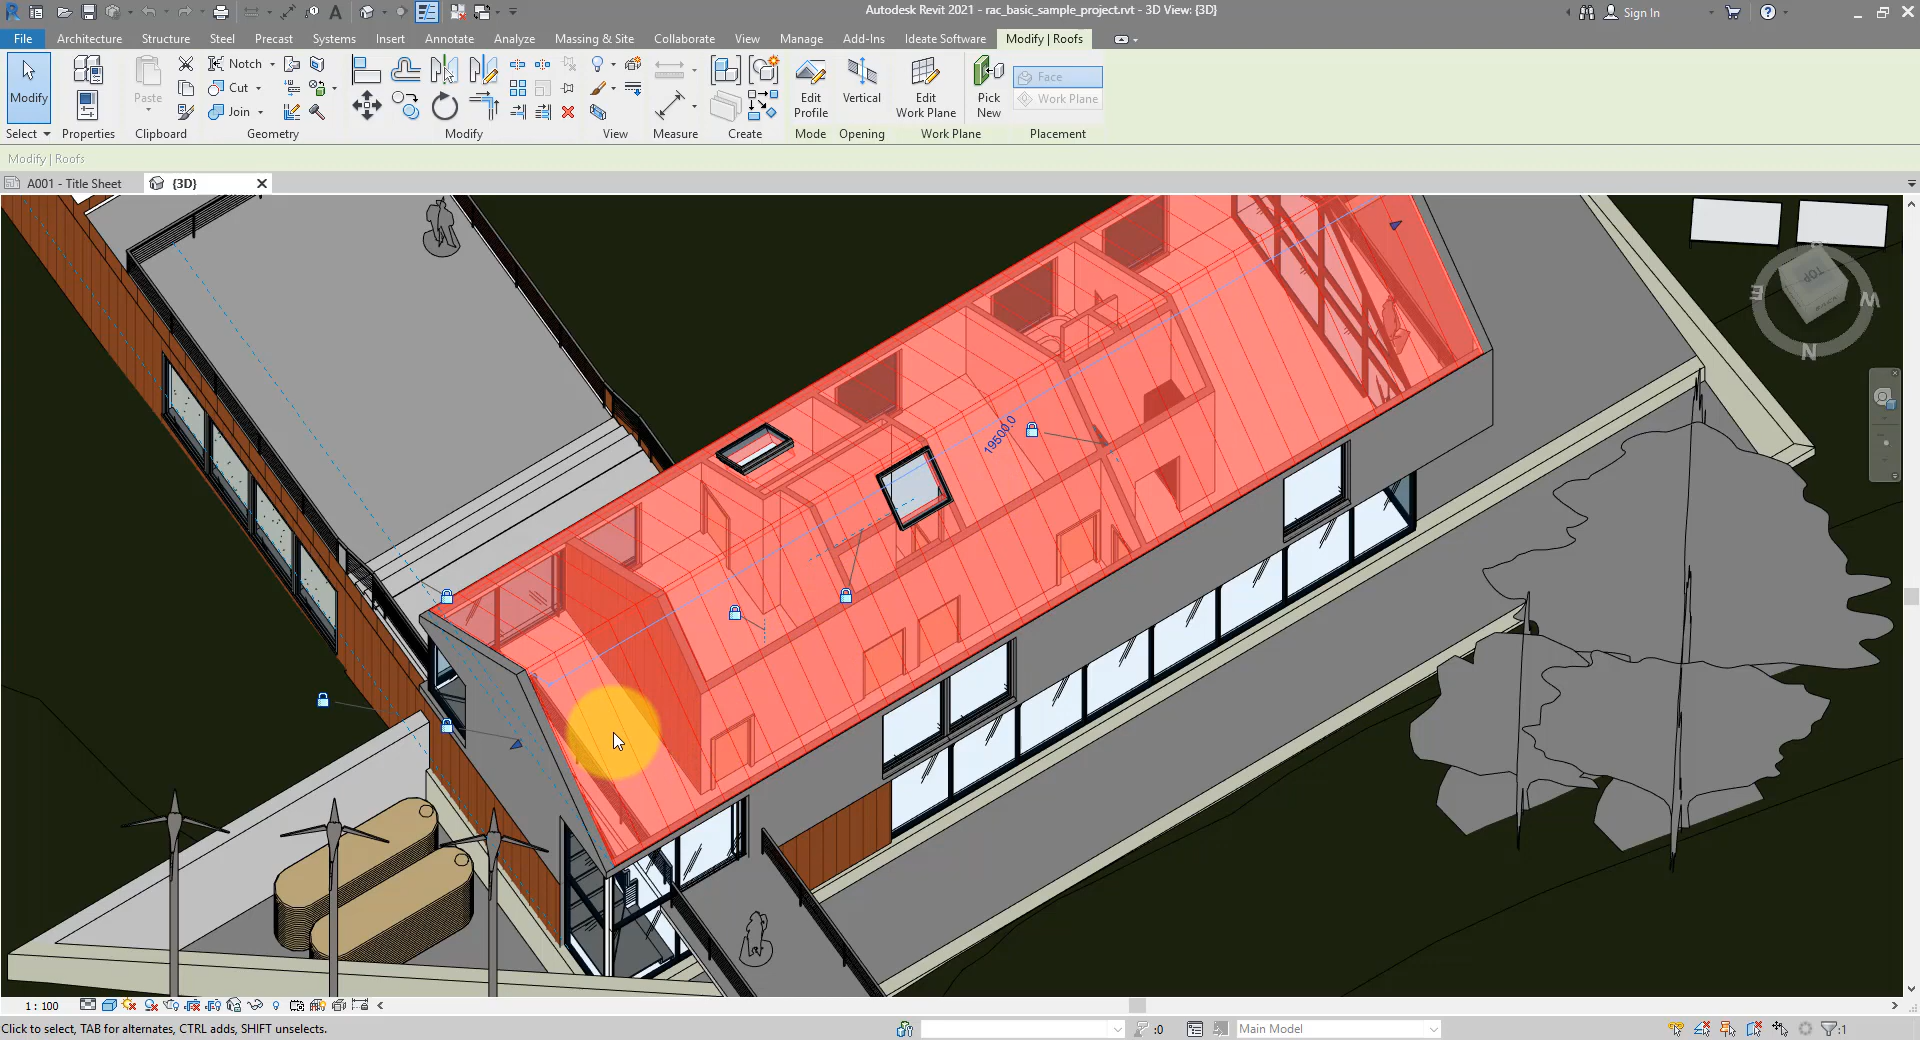 Autodesk Revit 2021 - rac_basic_sample_project.rvt - 3D View: {3D}
Sign In
File Architecture Structure Steel Precast Systems Insert Annotate Analyze Massing & Site Collaborate View Manage Add-Ins Ideate Software Modify | Roofs
Modify
Paste
Notch
Cut
Join
Edit Profile
Vertical
Edit Work Plane
Pick New
Face
Work Plane
Select Properties Clipboard Geometry Modify View Measure Create Mode Opening Work Plane Placement
Modify | Roofs
A001 - Title Sheet
{3D}
TOP
E
W
N
19500.0
1 : 100
Click to select, TAB for alternates, CTRL adds, SHIFT unselects.
:0
Main Model
:1